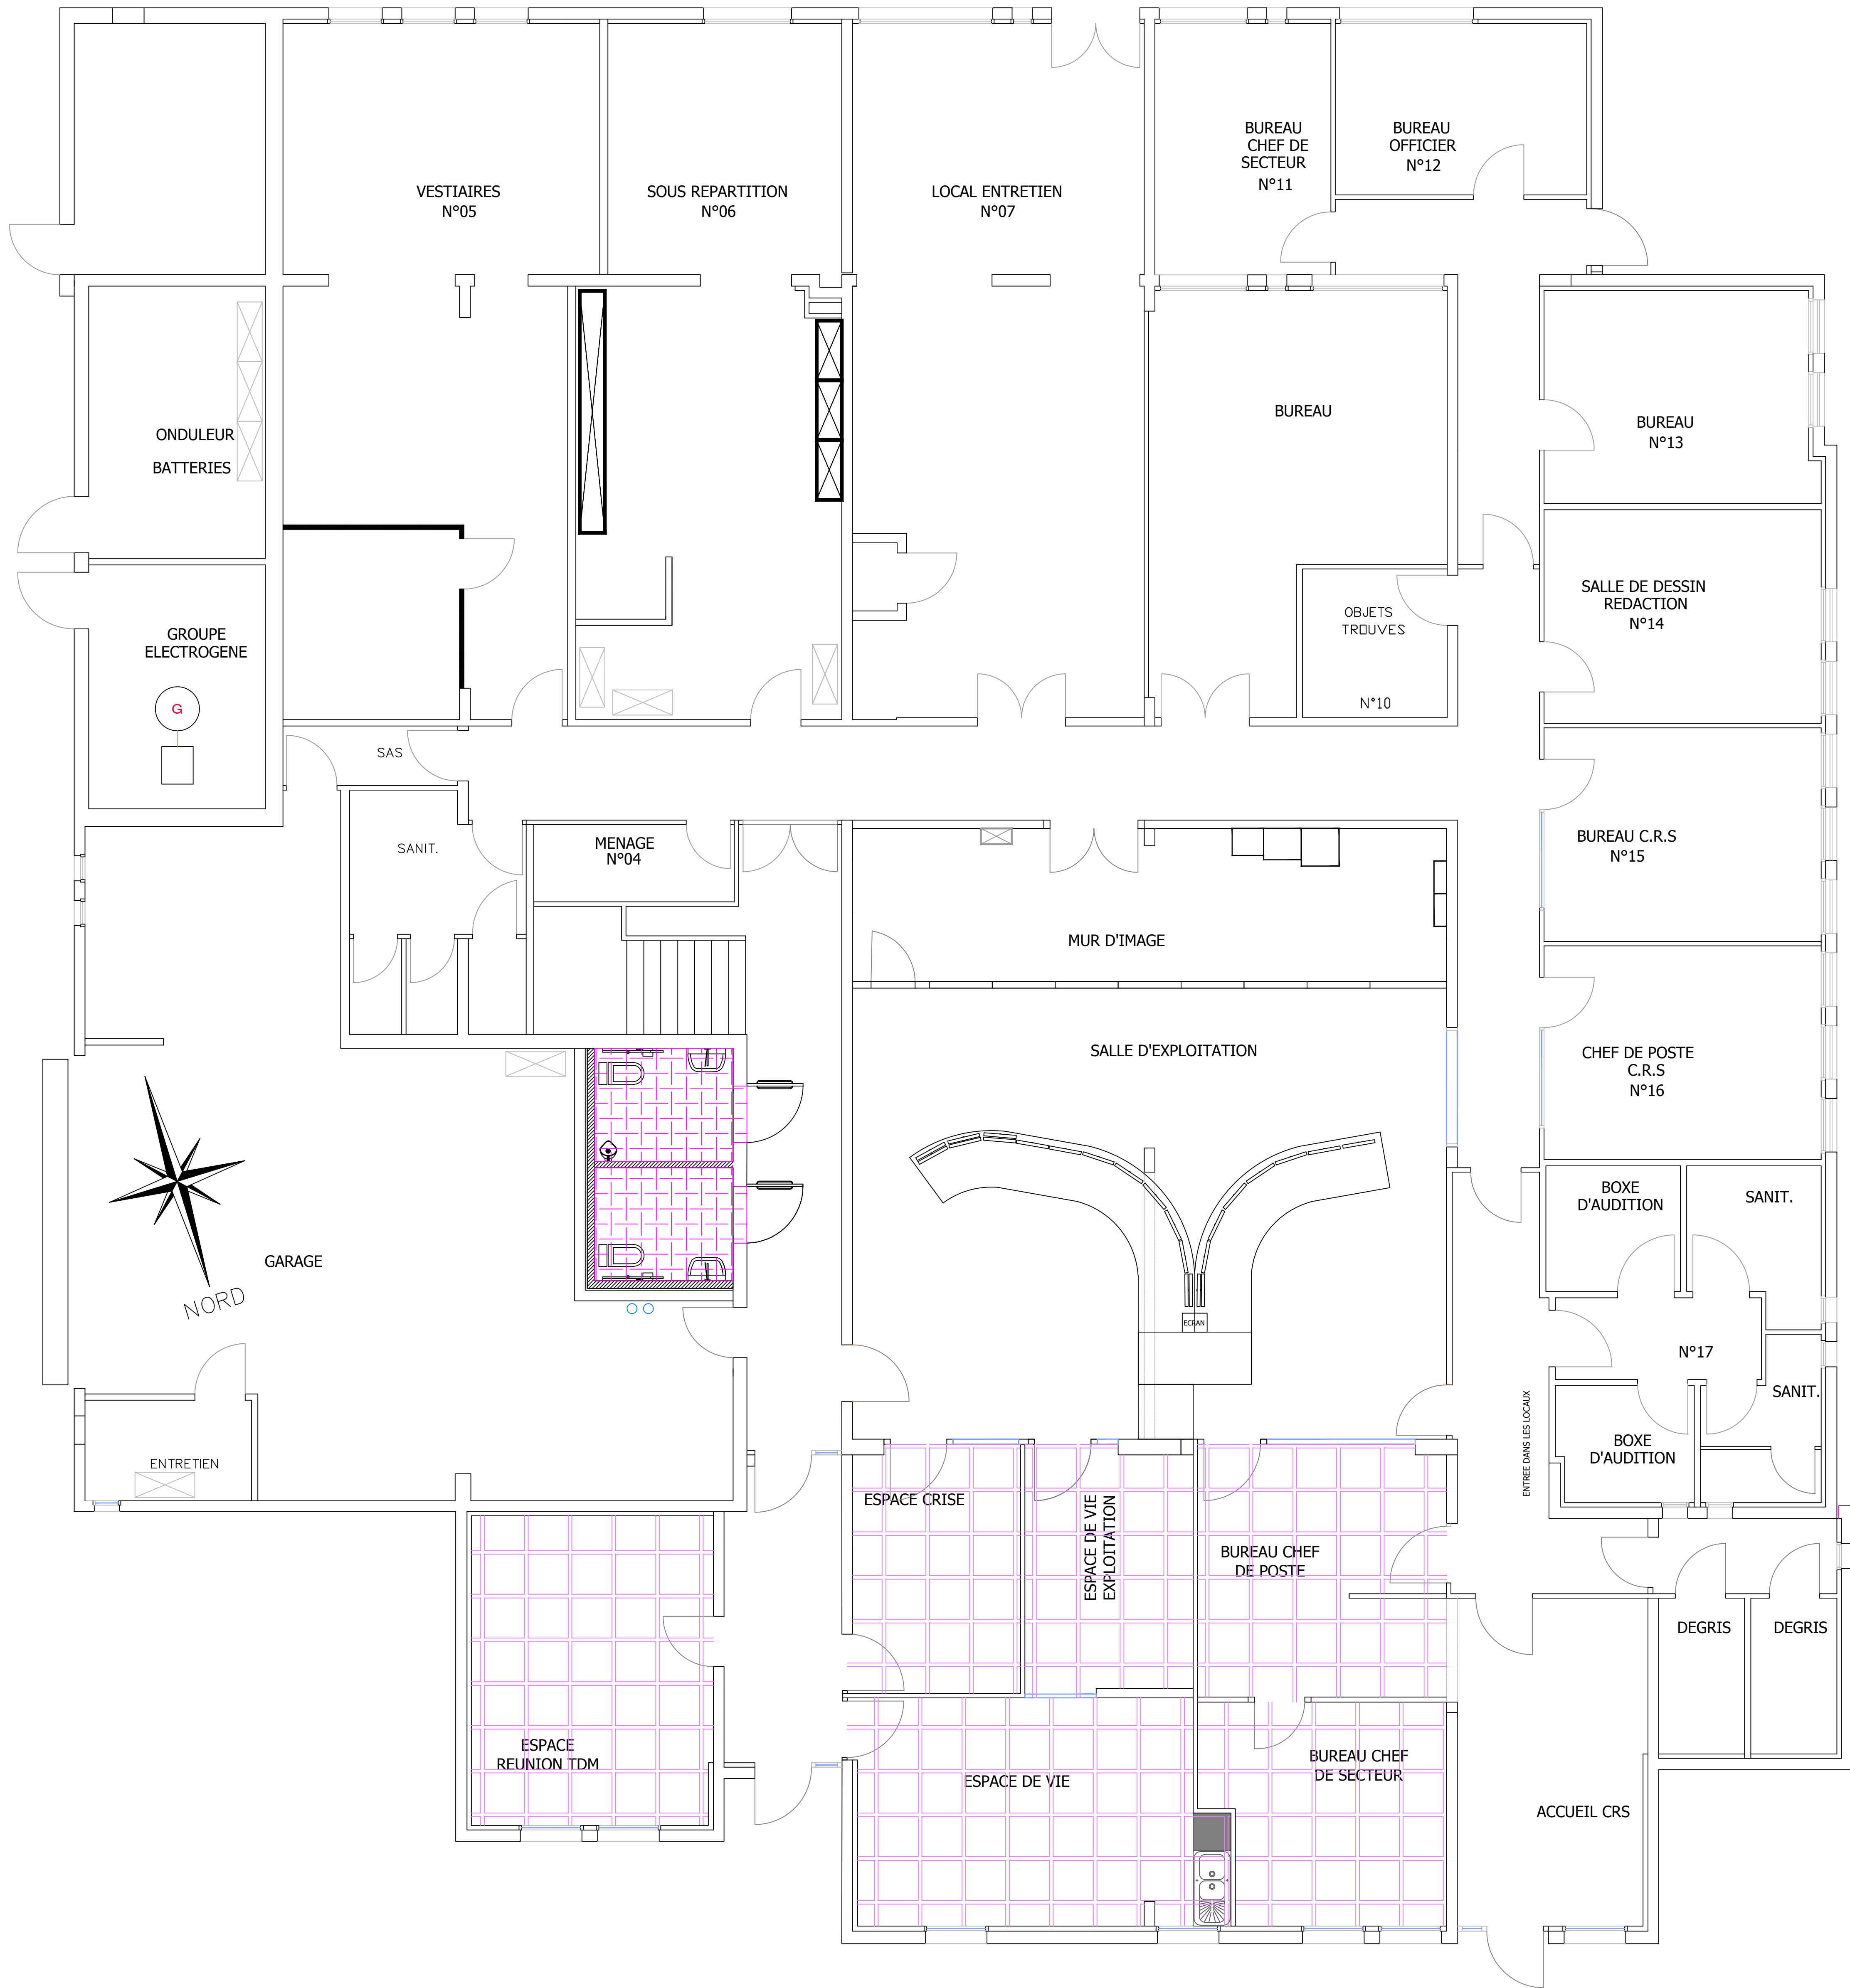 BUREAU
CHEF DE
SECTEUR
N°11
BUREAU
OFFICIER
N°12
VESTIAIRES
N°05
SOUS REPARTITION
N°06
LOCAL ENTRETIEN
N°07
ONDULEUR
BATTERIES
BUREAU
BUREAU
N°13
GROUPE
ELECTROGENE
G
OBJETS
TROUVES
N°10
SALLE DE DESSIN
REDACTION
N°14
SAS
SANIT.
MENAGE
N°04
BUREAU C.R.S
N°15
MUR D'IMAGE
SALLE D'EXPLOITATION
CHEF DE POSTE
C.R.S
N°16
BOXE
D'AUDITION
SANIT.
GARAGE
NORD
ECRAN
N°17
SANIT.
ENTREE DANS LES LOCAUX
BOXE
D'AUDITION
ENTRETIEN
ESPACE CRISE
ESPACE DE VIE
EXPLOITATION
BUREAU CHEF
DE POSTE
DEGRIS
DEGRIS
ESPACE
REUNION TDM
ESPACE DE VIE
BUREAU CHEF
DE SECTEUR
ACCUEIL CRS